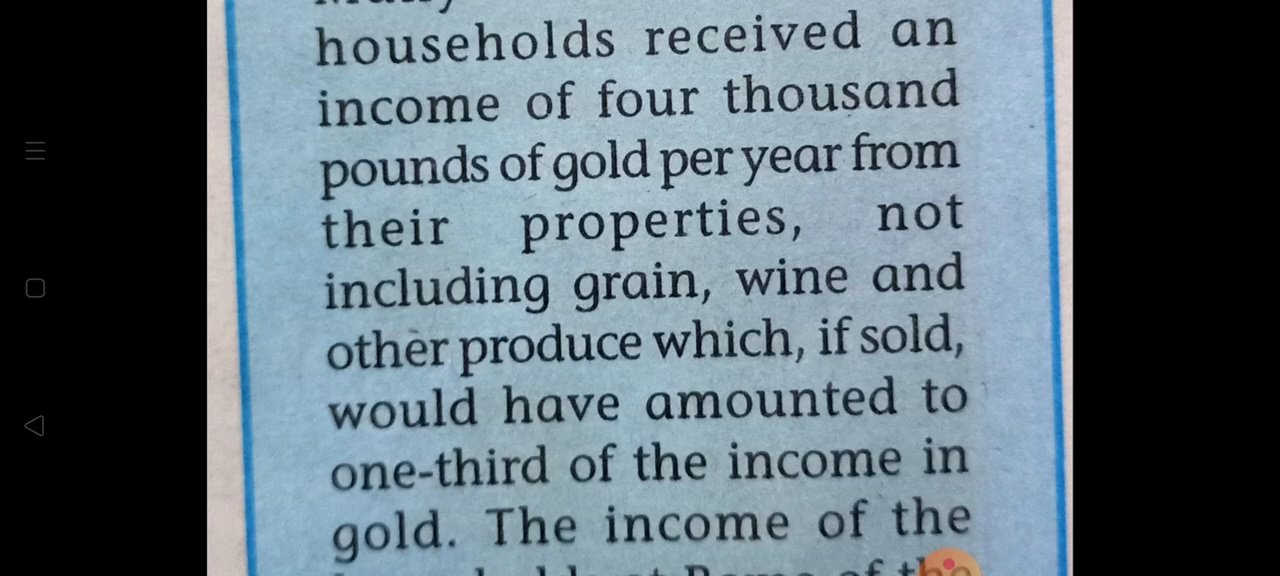 households received an
income of four thousand
pounds of gold per year from
their properties, not
including grain, wine and
other produce which, if sold,
would have amounted to
one-third of the income in
gold. The income of the